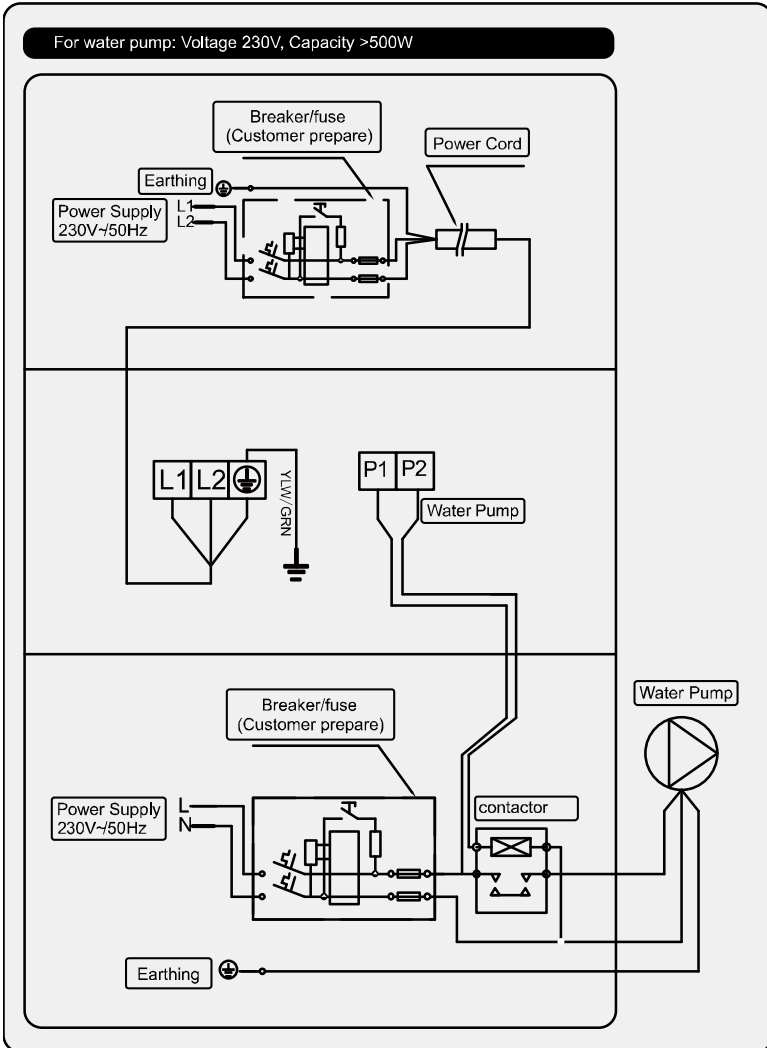 For water pump: Voltage 230V, Capacity >500W
Breaker/fuse
(Customer prepare)
Power Cord
Earthing
Power Supply
230V~/50Hz
L1
L2
L1 L2
YLW/GRN
P1 P2
Water Pump
Water Pump
Breaker/fuse
(Customer prepare)
Power Supply
230V~/50Hz
L
N
contactor
Earthing